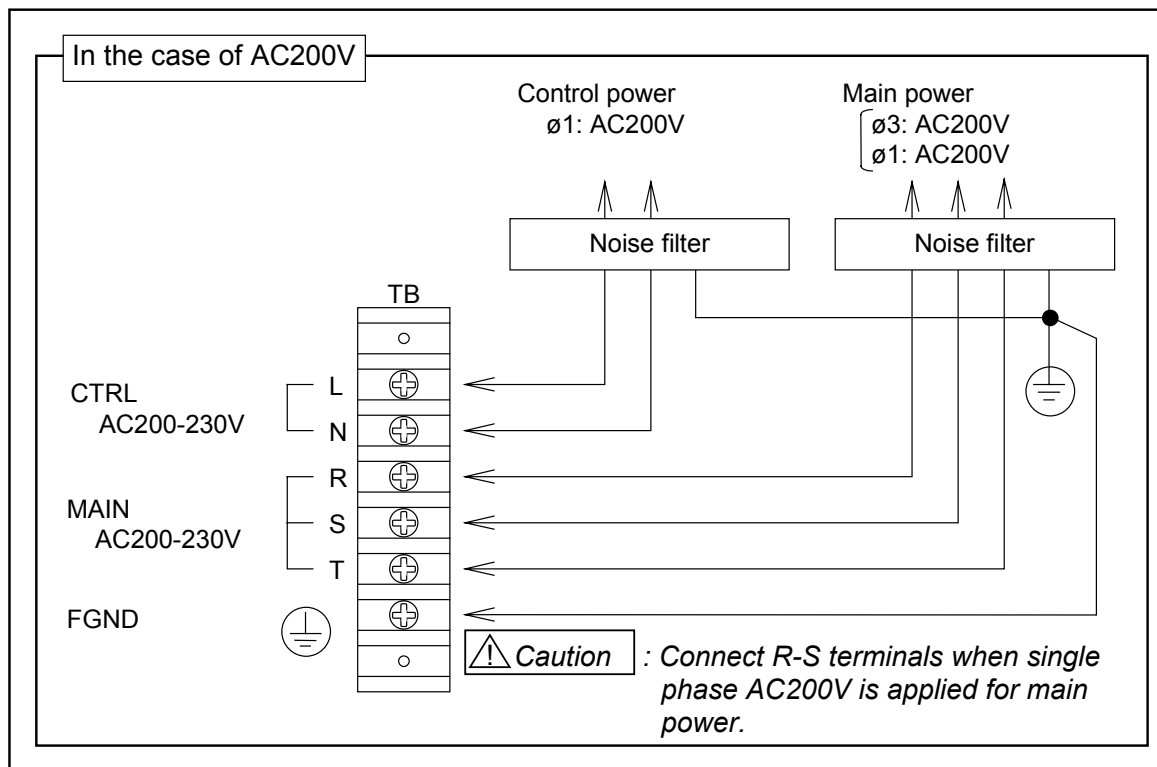 In the case of AC200V
Control power
ø1: AC200V
Main power
ø3: AC200V
ø1: AC200V
Noise filter
Noise filter
TB
CTRL
AC200-230V
L
N
MAIN
AC200-230V
R
S
T
FGND
Caution : Connect R-S terminals when single
phase AC200V is applied for main
power.